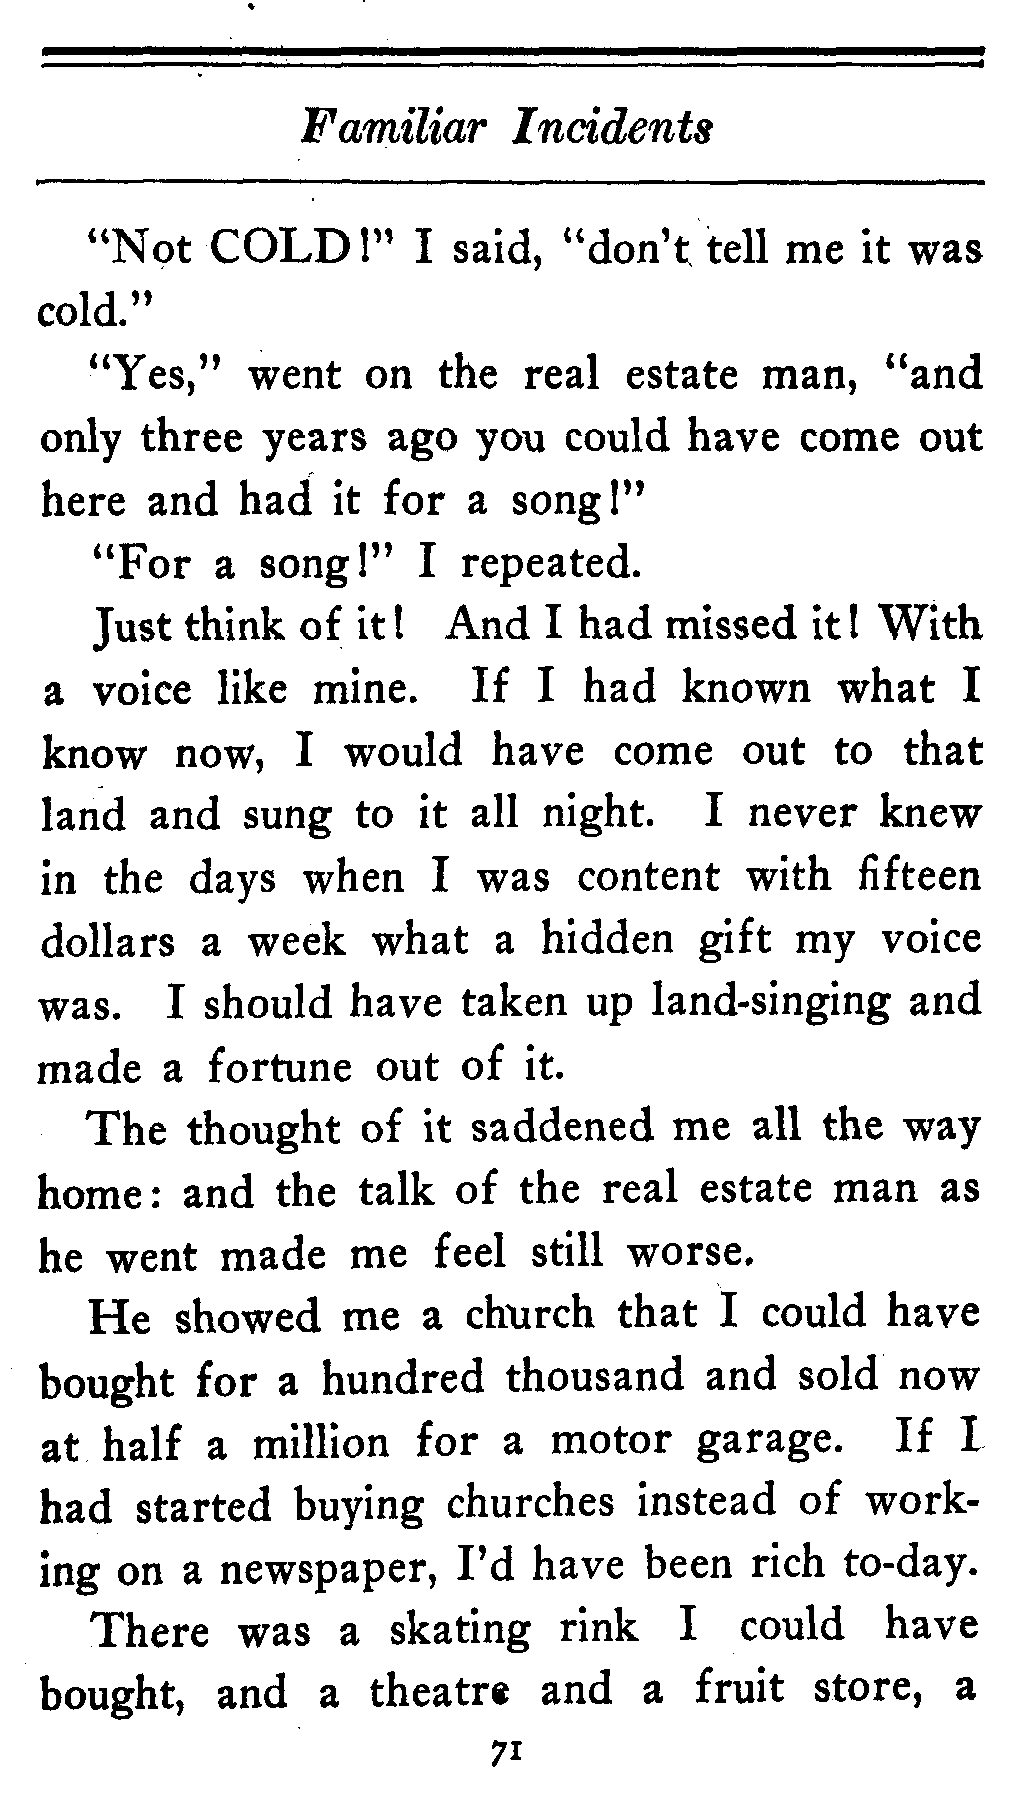 Familiar Incidents
“Not COLD!” I said, “don’t tell me it was
cold.”
“Yes,” went on the real estate man, “and
only three years ago you could have come out
here and had it for a song!”
“For a song!” I repeated.
Just think of it! And I had missed it! With
a voice like mine. If I had known what I
know now, I would have come out to that
land and sung to it all night. I never knew
in the days when I was content with fifteen
dollars a week what a hidden gift my voice
was. I should have taken up land-singing and
made a fortune out of it.
The thought of it saddened me all the way
home: and the talk of the real estate man as
he went made me feel still worse.
He showed me a church that I could have
bought for a hundred thousand and sold now
at half a million for a motor garage. If I
had started buying churches instead of work-
ing on a newspaper, I’d have been rich to-day.
There was a skating rink I could have
bought, and a theatre and a fruit store, a
71